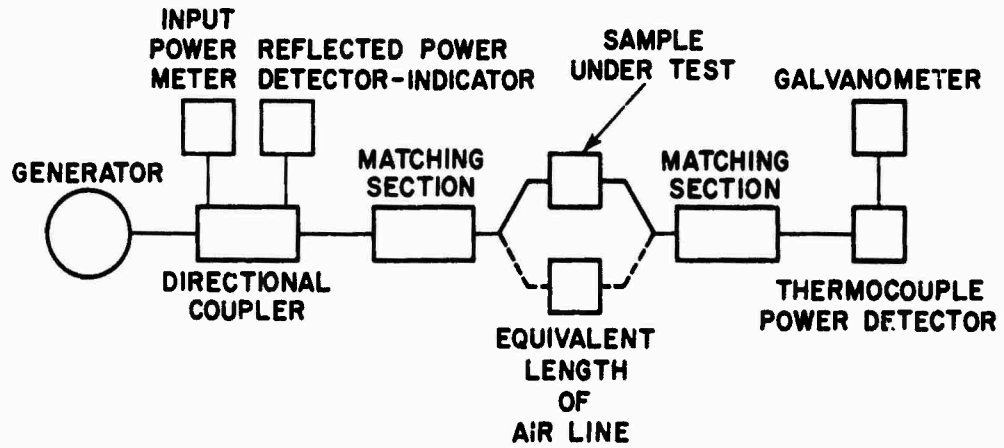 INPUT
POWER
METER
REFLECTED POWER
DETECTOR-INDICATOR
SAMPLE
UNDER TEST
GALVANOMETER
GENERATOR
MATCHING
SECTION
MATCHING
SECTION
DIRECTIONAL
COUPLER
EQUIVALENT
LENGTH
OF
AiR LINE
THERMOCOUPLE
POWER DETECTOR